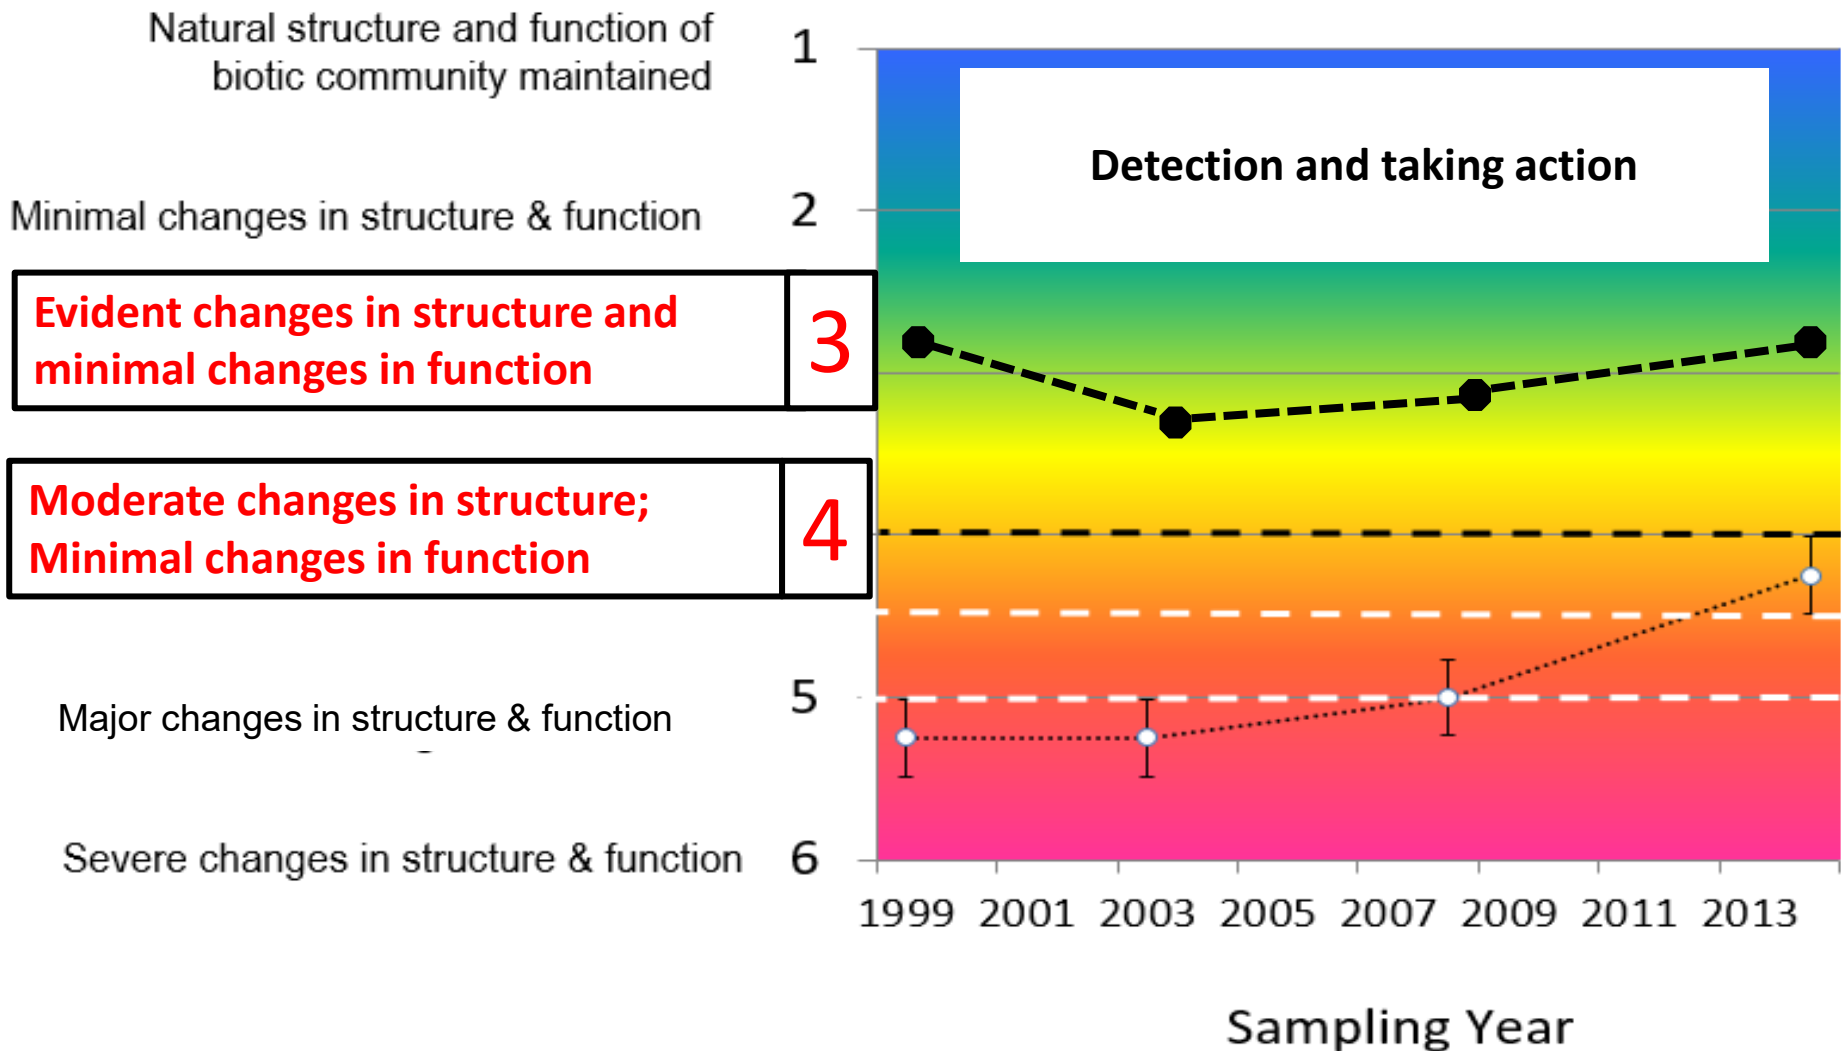 Natural structure and function of
biotic community maintained
1
Minimal changes in structure & function
2
Evident changes in structure and
minimal changes in function
3
Moderate changes in structure;
Minimal changes in function
4
Major changes in structure & function
5
Severe changes in structure & function
6
Detection and taking action
1999 2001 2003 2005 2007 2009 2011 2013
Sampling Year